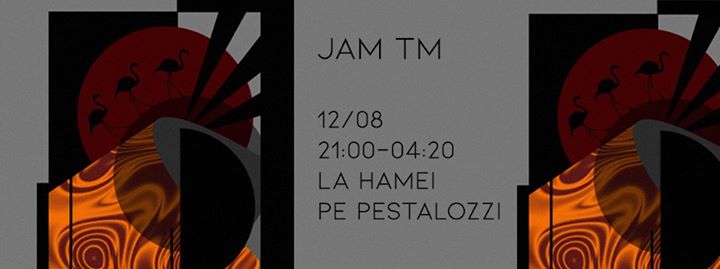 JAM TM
12/08
21:00-04:20
LA HAMEI
PE PESTALOZZI